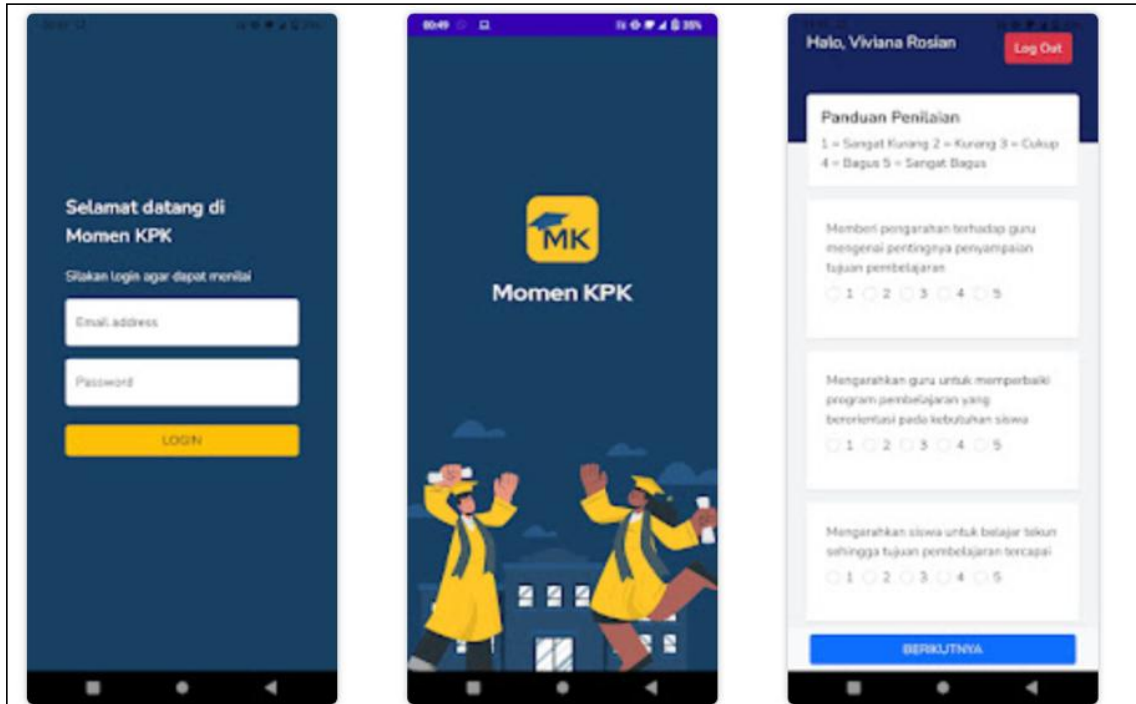 Selamat datang di
Momen KPK
Silakan login agar dapat menilai
Email address
Password
LOGIN
00:49
35%
MK
Momen KPK
Halo, Viviana Rosian
Log Out
Panduan Penilaian
1 = Sangat Kurang 2 = Kurang 3 = Cukup
4 = Bagus 5 = Sangat Bagus
Memberi pengarahan terhadap guru
mengenai pentingnya penyampaian
tujuan pembelajaran
1 2 3 4 5
Mengarahkan guru untuk memperbaiki
program pembelajaran yang
berorientasi pada kebutuhan siswa
1 2 3 4 5
Mengarahkan siswa untuk belajar tekun
sehingga tujuan pembelajaran tercapai
1 2 3 4 5
BERIKUTNYA